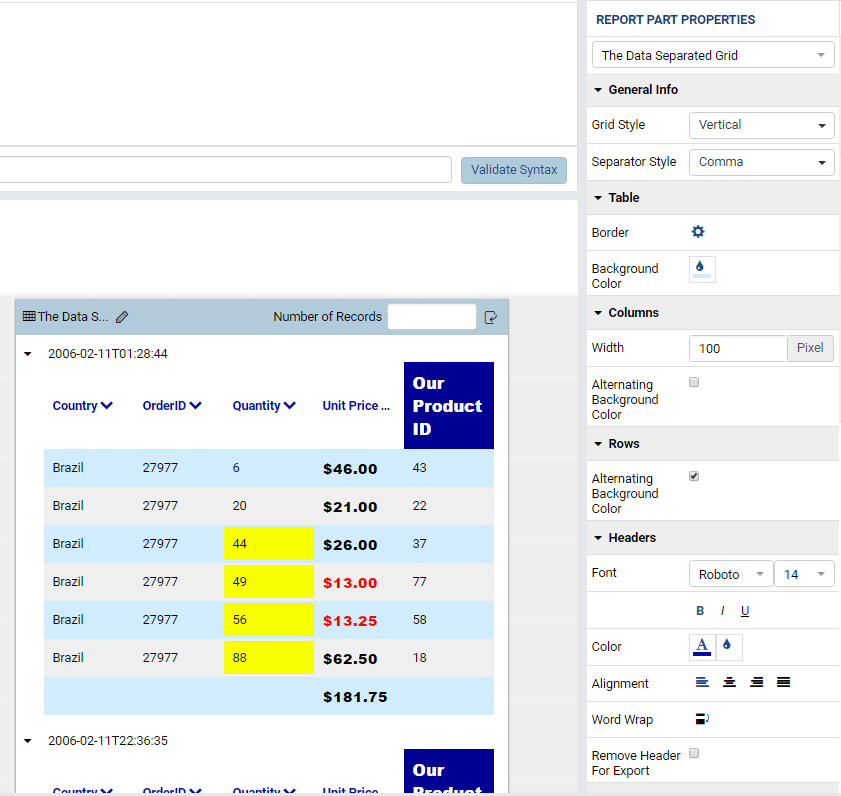 REPORT PART PROPERTIES
The Data Separated Grid
General Info
Grid Style Vertical
Separator Style Comma
Validate Syntax
Table
Border
Background
Color
Columns
Width 100 Pixel
Alternating
Background
Color
Rows
Alternating
Background
Color
Headers
Font Roboto 14
B I U
Color A
Alignment
Word Wrap
Remove Header
For Export
The Data S... Number of Records
2006-02-11T01:28:44
Country OrderID Quantity Unit Price ... Our
Product
ID
Brazil 27977 6 $46.00 43
Brazil 27977 20 $21.00 22
Brazil 27977 44 $26.00 37
Brazil 27977 49 $13.00 77
Brazil 27977 56 $13.25 58
Brazil 27977 88 $62.50 18
$181.75
2006-02-11T22:36:35
Country OrderID Quantity Unit Price Our
Product